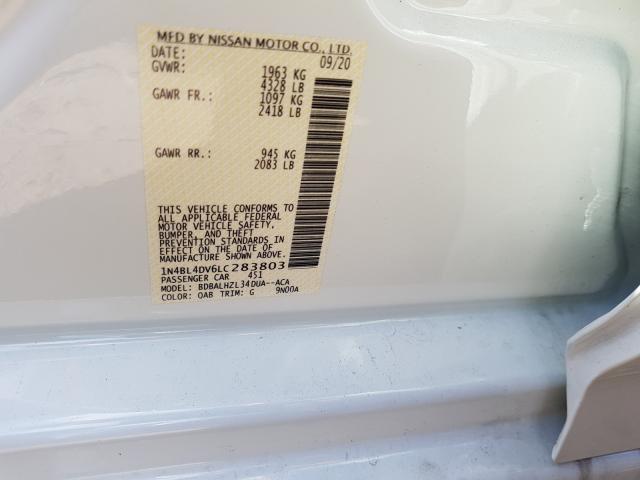 MFD BY NISSAN MOTOR CO., LTD.
DATE: 09/20
GVWR: 1963 KG
4328 LB
GAWR FR.: 1097 KG
2418 LB
GAWR RR.: 945 KG
2083 LB
THIS VEHICLE CONFORMS TO
ALL APPLICABLE FEDERAL
MOTOR VEHICLE SAFETY,
BUMPER, AND THEFT
PREVENTION STANDARDS IN
EFFECT ON THE DATE OF
MANUFACTURE SHOWN ABOVE.
1N4BL4DV6LC283803
PASSENGER CAR 451
MODEL: BDBALHZL34DUA--ACA
COLOR: QAB TRIM: G 9N00A